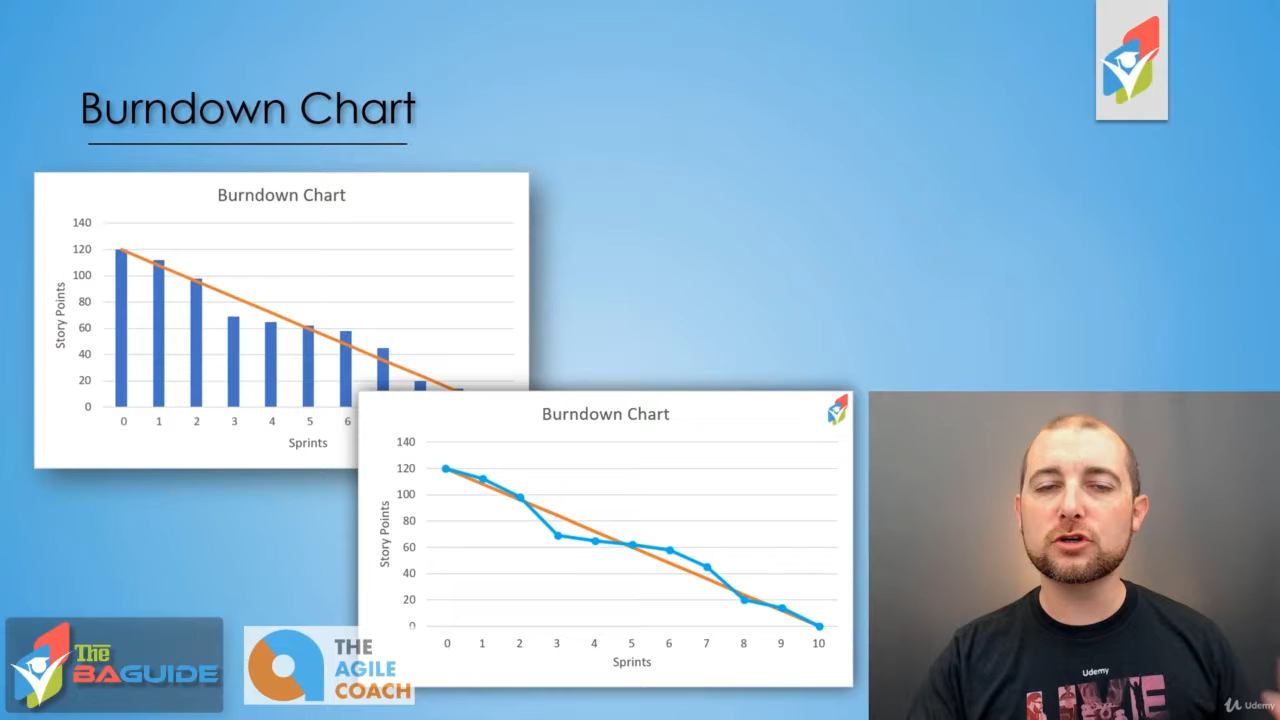 Burndown Chart
Burndown Chart
140
120
100
80
60
40
20
0
Story Points
0 1 2 3 4 5 6
Sprints
Burndown Chart
140
120
100
80
60
40
20
0
Story Points
0 1 2 3 4 5 6 7 8 9 10
Sprints
The
BAGUIDE
THE
AGILE
COACH
Udemy
LIVE
Udemy